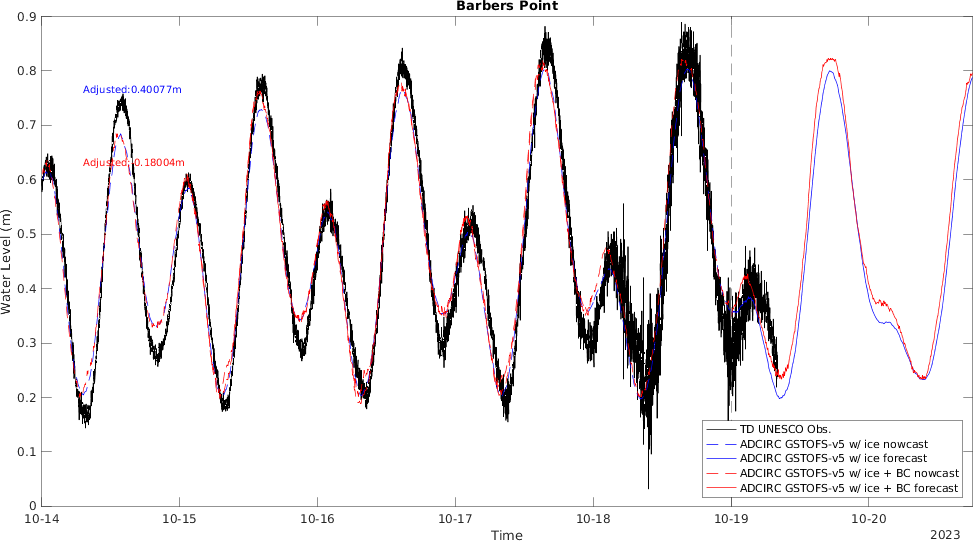 Barbers Point
0.9
0.8
0.7
0.6
0.5
0.4
0.3
0.2
0.1
0
Water Level (m)
Adjusted:0.40077m
Adjusted: 0.18004m
TD UNESCO Obs.
ADCIRC GSTOFS-v5 w/ ice nowcast
ADCIRC GSTOFS-v5 w/ ice forecast
ADCIRC GSTOFS-v5 w/ ice + BC nowcast
ADCIRC GSTOFS-v5 w/ ice + BC forecast
10-14 10-15 10-16 10-17 10-18 10-19 10-20
Time
2023